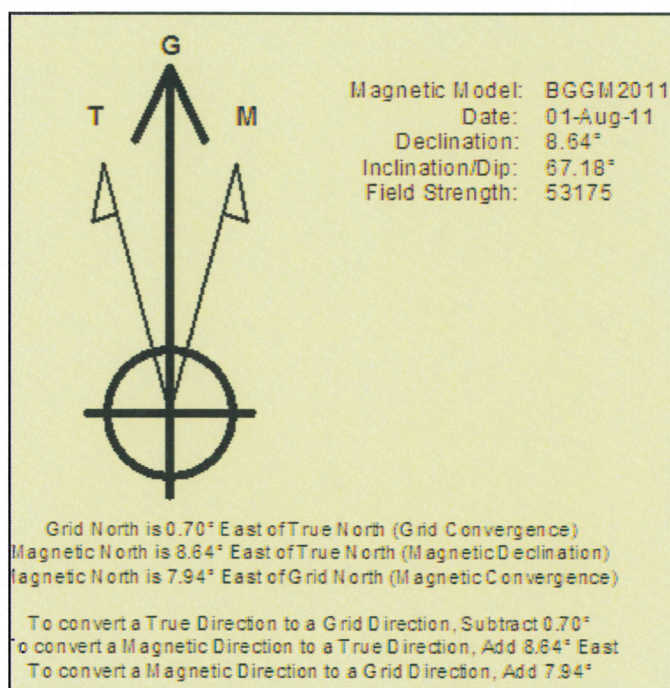 G
T M
Magnetic Model: BGGM2011
Date: 01-Aug-11
Declination: 8.64°
Inclination/Dip: 67.18°
Field Strength: 53175
Grid North is 0.70° East of True North (Grid Convergence)
Magnetic North is 8.64° East of True North (Magnetic Declination)
Magnetic North is 7.94° East of Grid North (Magnetic Convergence)
To convert a True Direction to a Grid Direction, Subtract 0.70°
To convert a Magnetic Direction to a True Direction, Add 8.64° East
To convert a Magnetic Direction to a Grid Direction, Add 7.94°